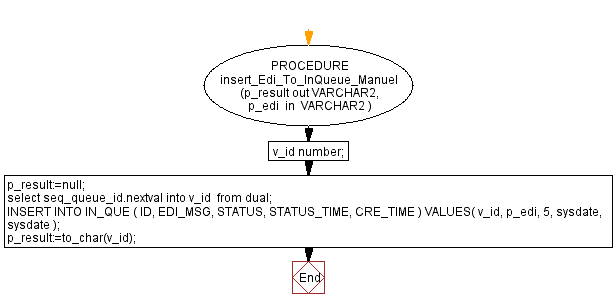 PROCEDURE
insert_Edi_To_InQueue_Manuel
(p_result out VARCHAR2,
p_edi  in  VARCHAR2 )
v_id number;
p_result:=null;
select seq_queue_id.nextval into v_id  from dual;
INSERT INTO IN_QUE ( ID, EDI_MSG, STATUS, STATUS_TIME, CRE_TIME ) VALUES( v_id, p_edi, 5, sysdate,
sysdate );
p_result:=to_char(v_id);
End